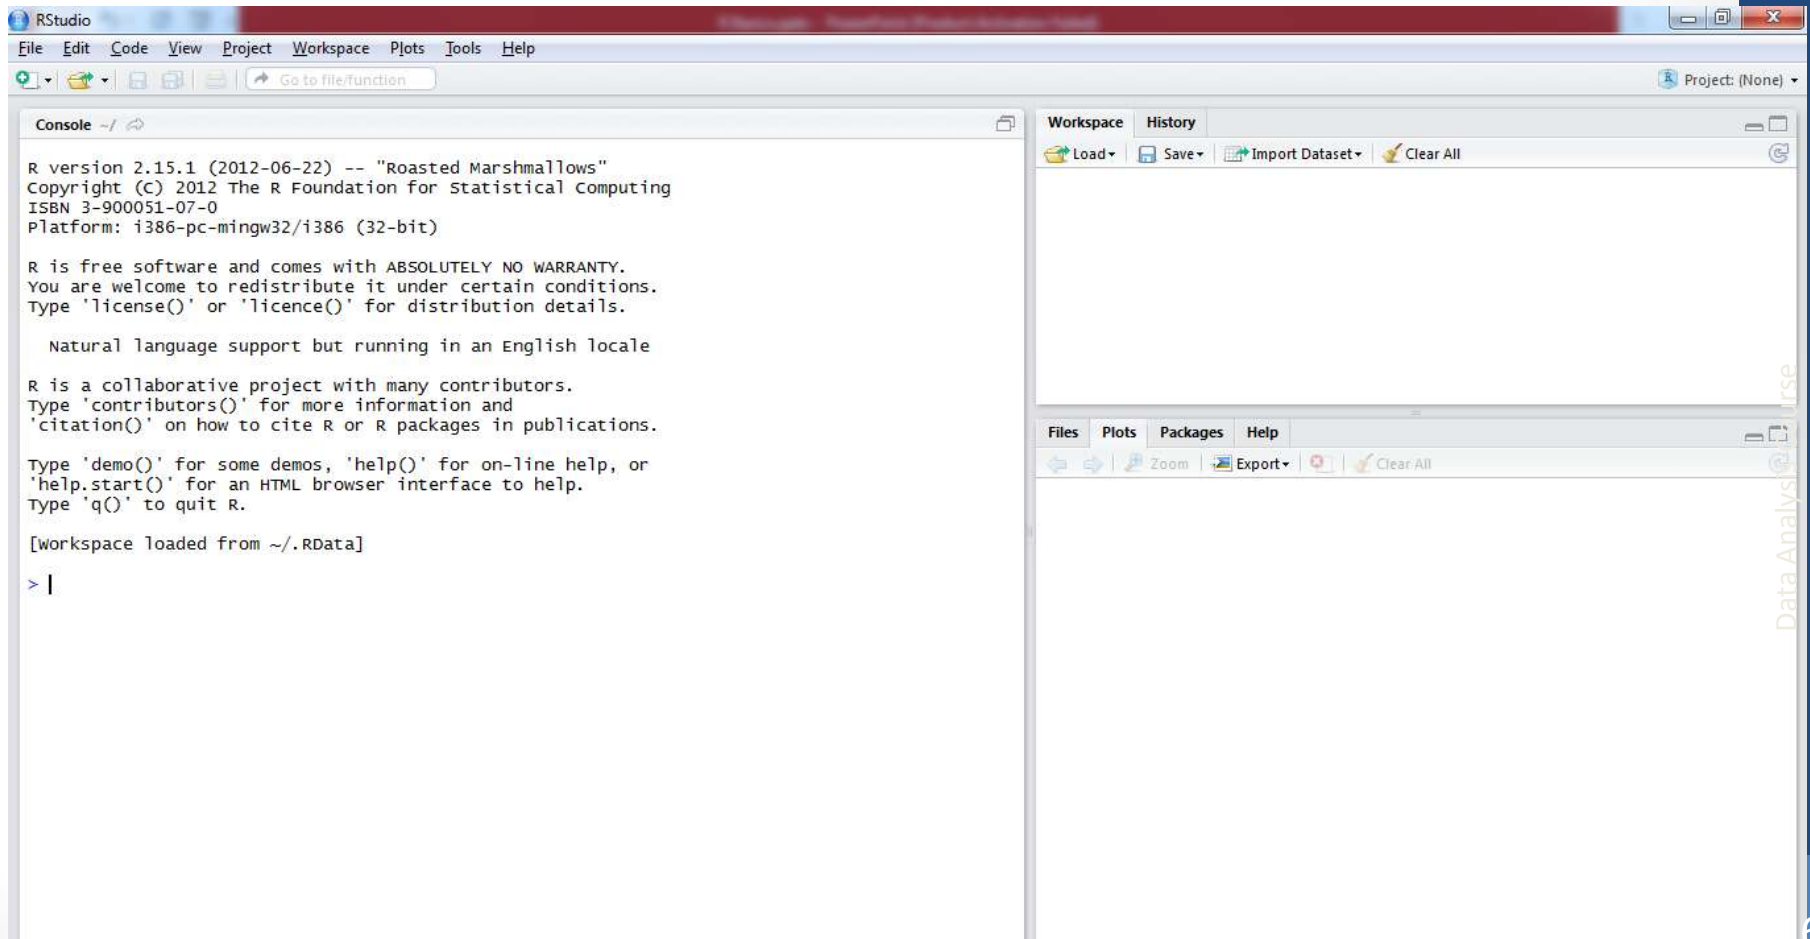 RStudio
File Edit Code View Project Workspace Plots Tools Help
Go to file/function
Project: (None)
Console ~/
R version 2.15.1 (2012-06-22) -- "Roasted Marshmallows"
Copyright (C) 2012 The R Foundation for Statistical Computing
ISBN 3-900051-07-0
Platform: i386-pc-mingw32/i386 (32-bit)
R is free software and comes with ABSOLUTELY NO WARRANTY.
You are welcome to redistribute it under certain conditions.
Type 'license()' or 'licence()' for distribution details.
Natural language support but running in an English locale
R is a collaborative project with many contributors.
Type 'contributors()' for more information and
'citation()' on how to cite R or R packages in publications.
Type 'demo()' for some demos, 'help()' for on-line help, or
'help.start()' for an HTML browser interface to help.
Type 'q()' to quit R.
[Workspace loaded from ~/.RData]
>
Workspace History
Load Save Import Dataset Clear All
Files Plots Packages Help
Zoom Export Clear All
Data Analysis